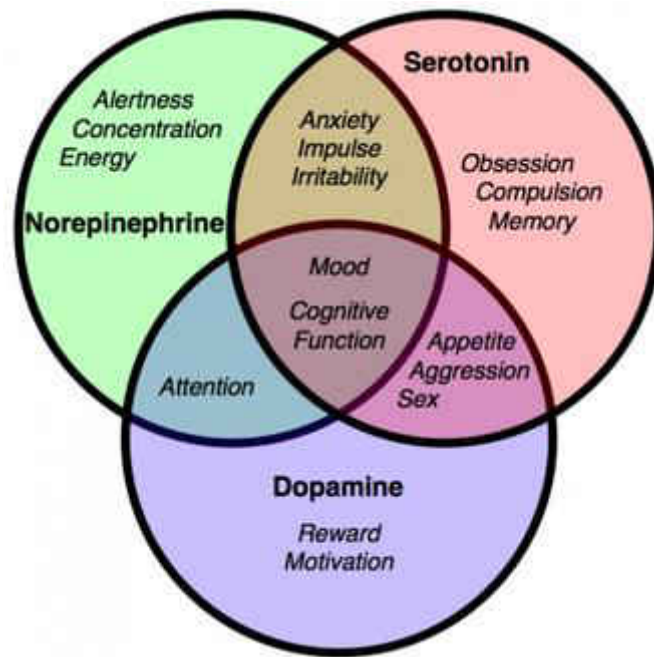 Serotonin
Alertness
Concentration
Energy
Anxiety
Impulse
Irritability
Obsession
Compulsion
Memory
Norepinephrine
Mood
Cognitive
Function
Appetite
Aggression
Sex
Attention
Dopamine
Reward
Motivation